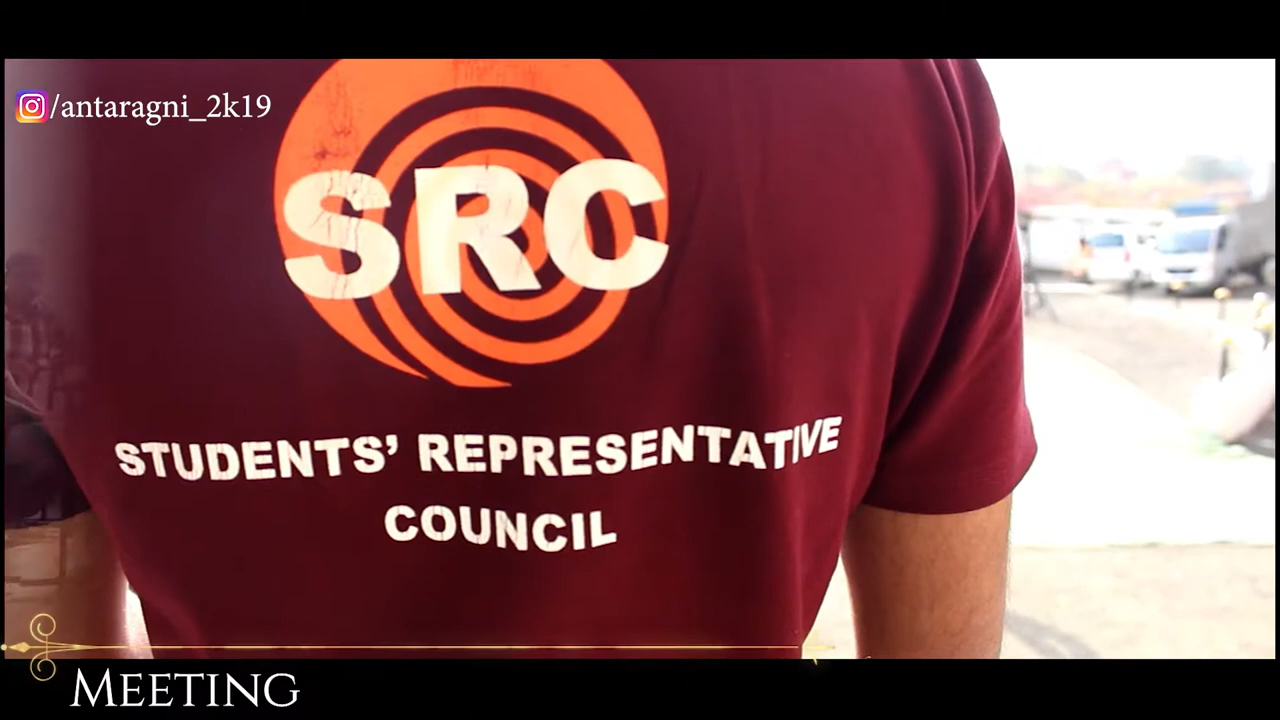 /antaragni_2k19
SRC
STUDENTS’ REPRESENTATIVE
COUNCIL
MEETING